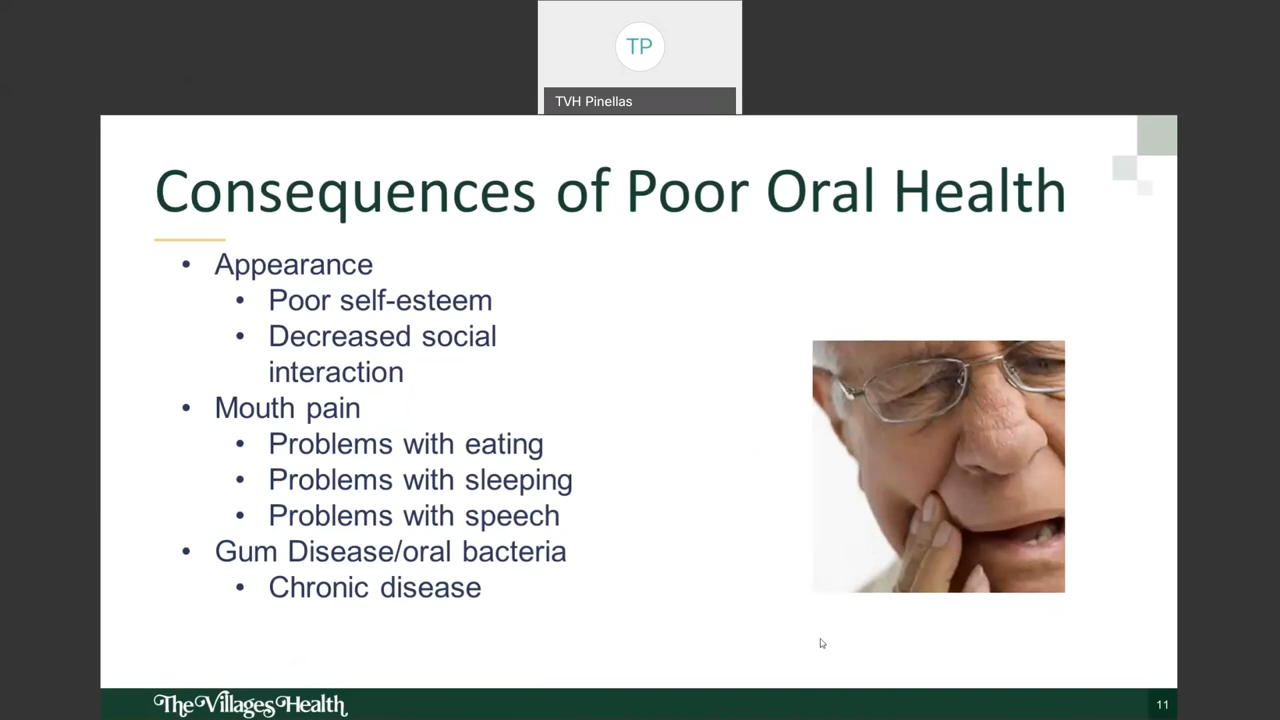 TP
TVH Pinellas
Consequences of Poor Oral Health
• Appearance
• Poor self-esteem
• Decreased social
interaction
• Mouth pain
• Problems with eating
• Problems with sleeping
• Problems with speech
• Gum Disease/oral bacteria
• Chronic disease
The Villages Health
11